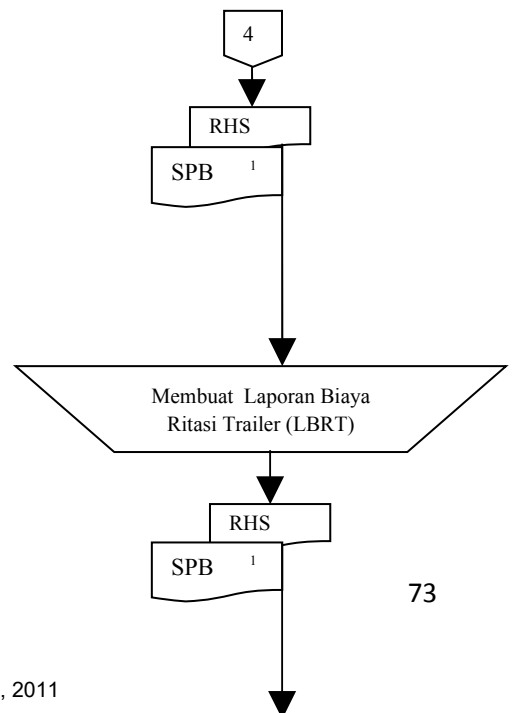 4
RHS
SPB 1
Membuat Laporan Biaya
Ritasi Trailer (LBRT)
RHS
SPB 1
73
, 2011